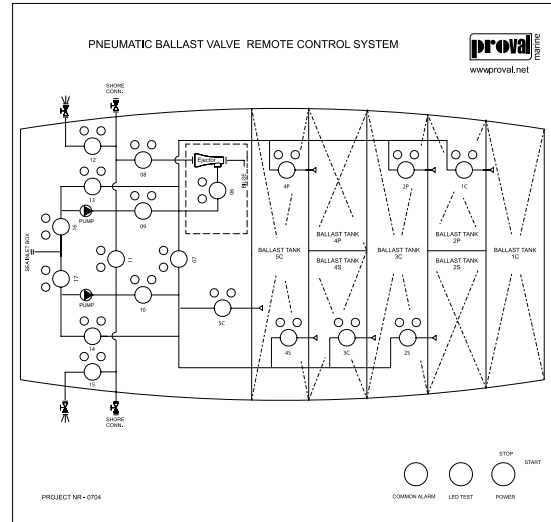 PNEUMATIC BALLAST VALVE REMOTE CONTROL SYSTEM
proval
marine
www.proval.net
SHORE
CONN.
12
08
Ejector
06
BILGE
4P
2P
1C
13
PUMP
09
16
SEA INLET BOX
11
07
BALLAST TANK
5C
BALLAST TANK
4P
BALLAST TANK
4S
BALLAST TANK
3C
BALLAST TANK
2P
BALLAST TANK
2S
BALLAST TANK
1C
17
PUMP
10
5C
14
4S
3C
2S
15
SHORE
CONN.
STOP
START
COMMON ALARM
LED TEST
POWER
PROJECT NR - 0704